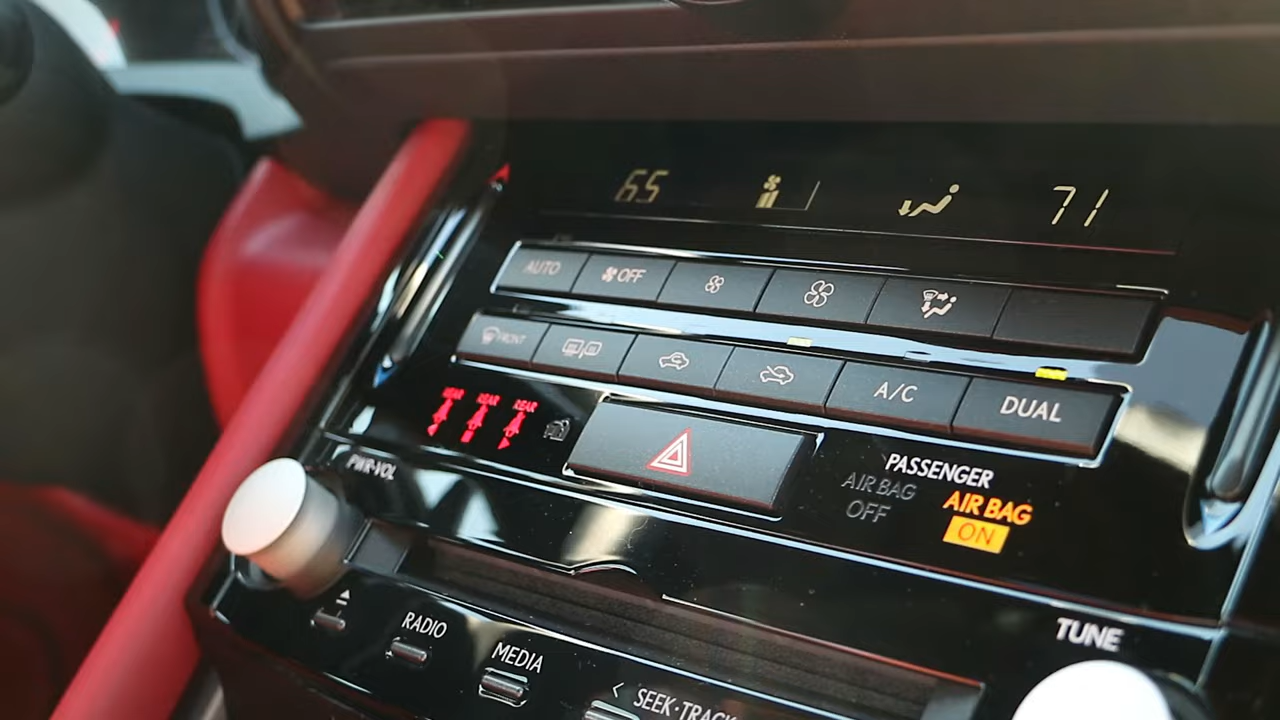 65 71
AUTO OFF
FRONT
A/C DUAL
REAR REAR REAR
PASSENGER
AIR BAG OFF
AIR BAG ON
PWR·VOL
TUNE
RADIO
MEDIA
< SEEK·TRACK